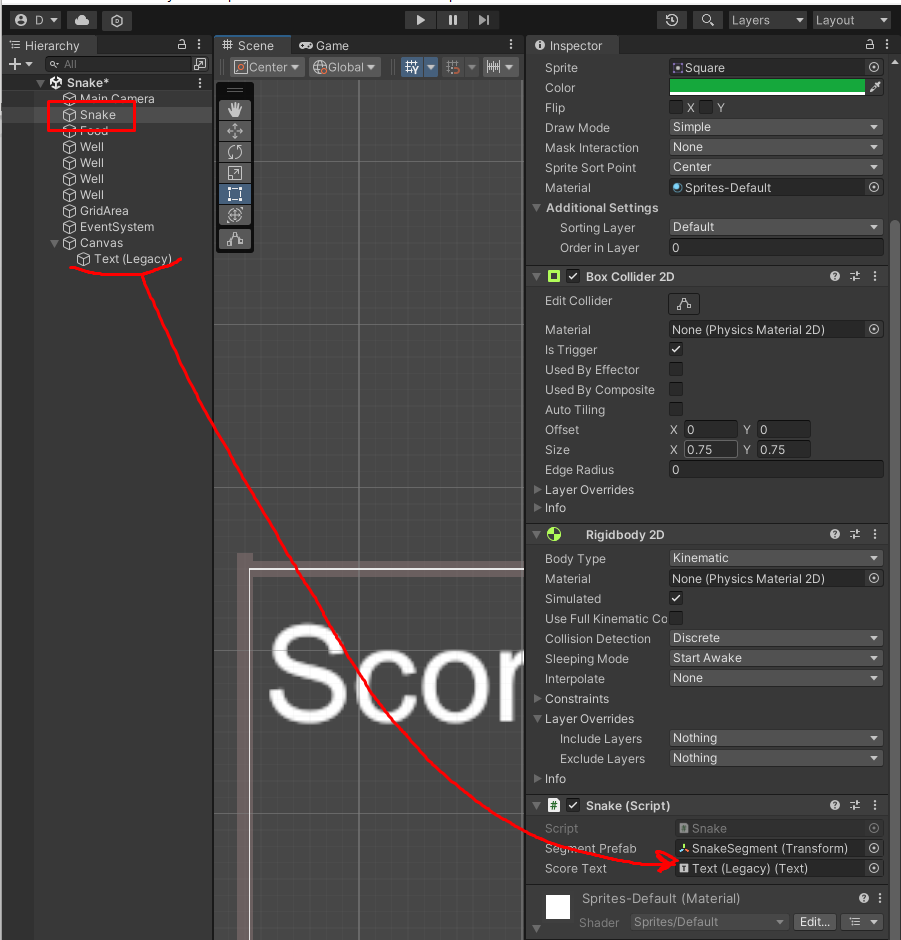 D
Layers
Layout
Hierarchy
All
Snake*
Main Camera
Snake
Food
Well
Well
Well
Well
GridArea
EventSystem
Canvas
Text (Legacy)
Scene
Game
Center
Global
Scor
Inspector
Sprite
Square
Color
Flip
X
Y
Draw Mode
Simple
Mask Interaction
None
Sprite Sort Point
Center
Material
Sprites-Default
Additional Settings
Sorting Layer
Default
Order in Layer
0
Box Collider 2D
Edit Collider
Material
None (Physics Material 2D)
Is Trigger
Used By Effector
Used By Composite
Auto Tiling
Offset
X 0
Y 0
Size
X 0.75
Y 0.75
Edge Radius
0
Layer Overrides
Info
Rigidbody 2D
Body Type
Kinematic
Material
None (Physics Material 2D)
Simulated
Use Full Kinematic Co
Collision Detection
Discrete
Sleeping Mode
Start Awake
Interpolate
None
Constraints
Layer Overrides
Include Layers
Nothing
Exclude Layers
Nothing
Info
# Snake (Script)
Script
Snake
Segment Prefab
SnakeSegment (Transform)
Score Text
Text (Legacy) (Text)
Sprites-Default (Material)
Shader
Sprites/Default
Edit...